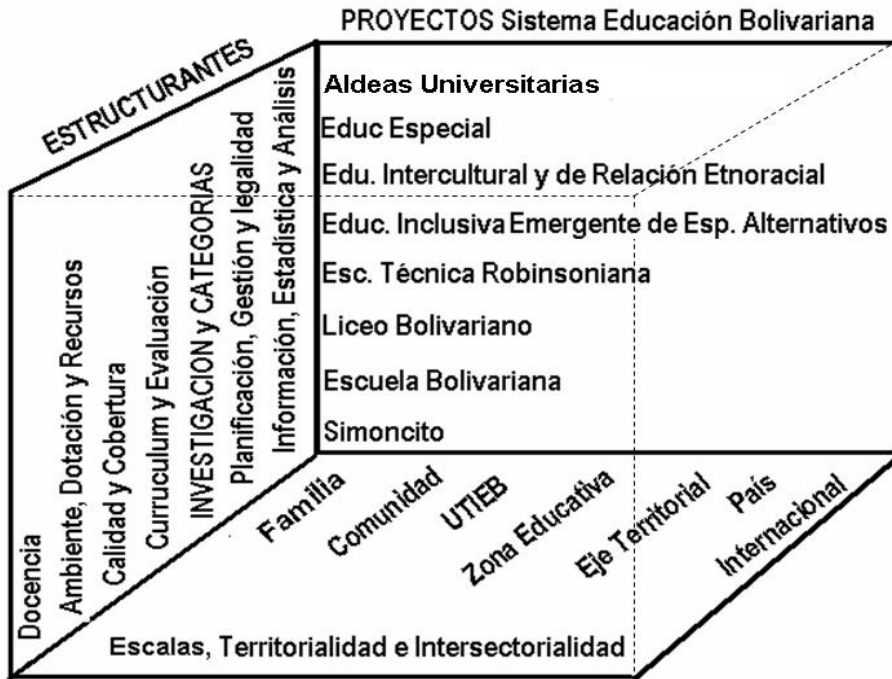 PROYECTOS Sistema Educación Bolivariana
ESTRUCTURANTES
Aldeas Universitarias
Educ Especial
Edu. Intercultural y de Relación Etnoracial
Educ. Inclusiva Emergente de Esp. Alternativos
Esc. Técnica Robinsoniana
Liceo Bolivariano
Escuela Bolivariana
Simoncito
Docencia
Ambiente, Dotación y Recursos
Calidad y Cobertura
Curruculum y Evaluación
INVESTIGACION y CATEGORIAS
Planificación, Gestión y legalidad
Información, Estadística y Análisis
Familia
Comunidad
UTIEB
Zona Educativa
Eje Territorial
País
Internacional
Escalas, Territorialidad e Intersectorialidad